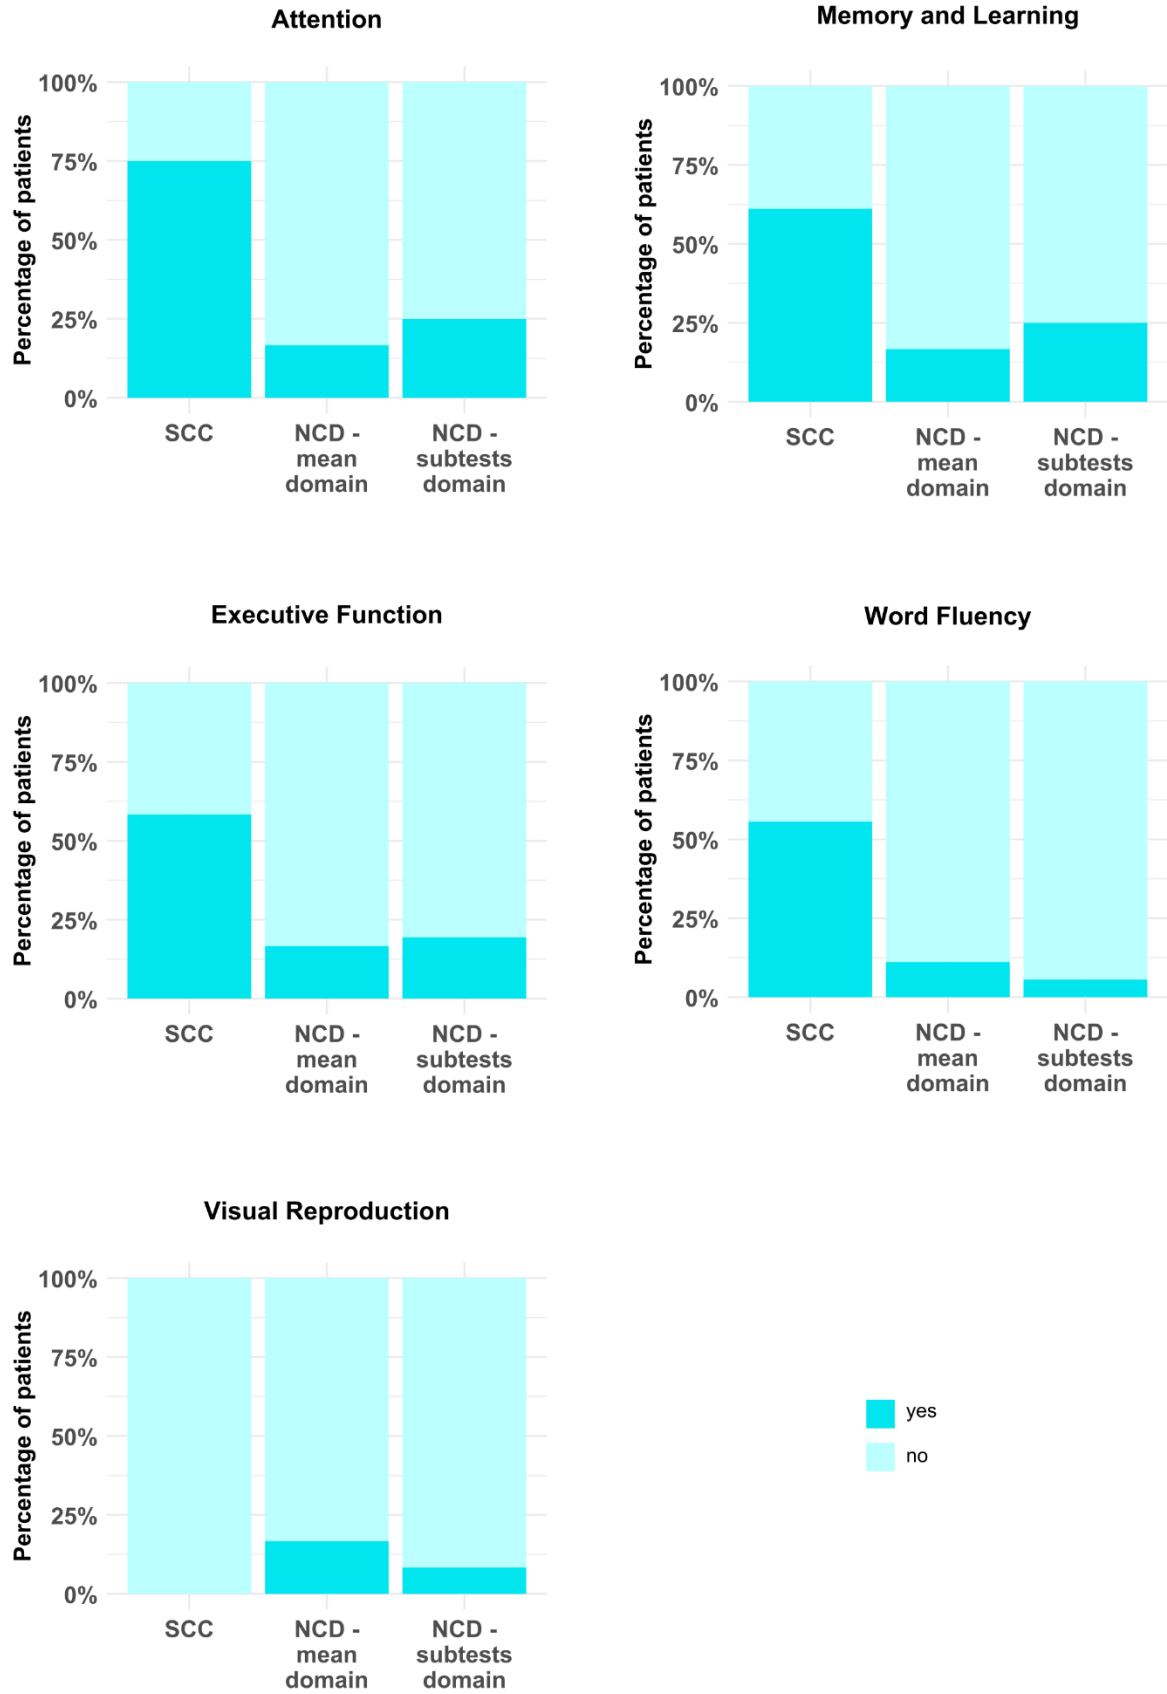 Attention
Percentage of patients
100%
75%
50%
25%
0%
SCC
NCD -
mean
domain
NCD -
subtests
domain
Memory and Learning
Percentage of patients
100%
75%
50%
25%
0%
SCC
NCD -
mean
domain
NCD -
subtests
domain
Executive Function
Percentage of patients
100%
75%
50%
25%
0%
SCC
NCD -
mean
domain
NCD -
subtests
domain
Word Fluency
Percentage of patients
100%
75%
50%
25%
0%
SCC
NCD -
mean
domain
NCD -
subtests
domain
Visual Reproduction
Percentage of patients
100%
75%
50%
25%
0%
SCC
NCD -
mean
domain
NCD -
subtests
domain
yes
no